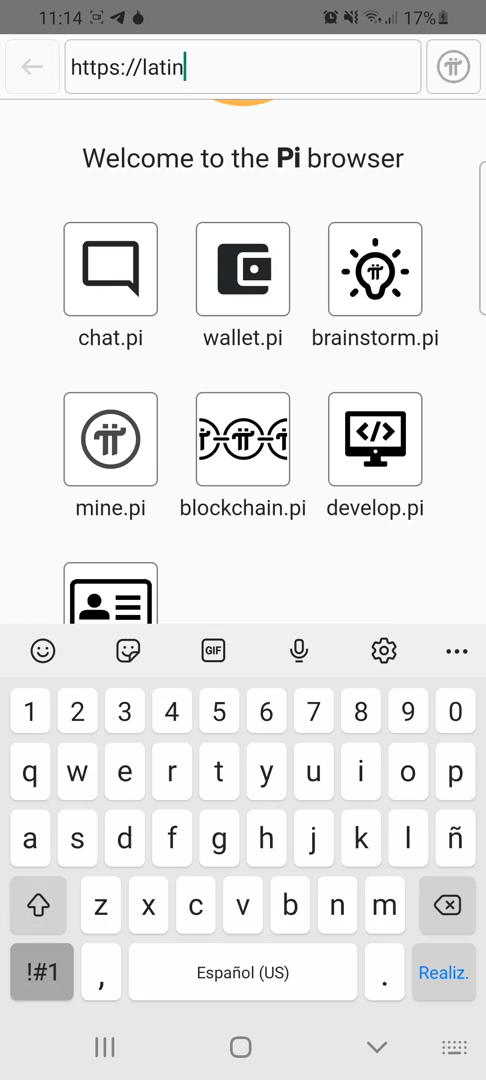 11:14 17%
https://latin
Welcome to the Pi browser
chat.pi wallet.pi brainstorm.pi
mine.pi blockchain.pi develop.pi
GIF
1 2 3 4 5 6 7 8 9 0
q w e r t y u i o p
a s d f g h j k l ñ
z x c v b n m
!#1 , Español (US) . Realiz.